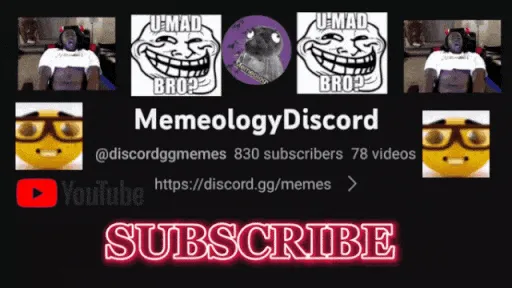 U MAD
BRO?
U MAD
BRO?
MemeologyDiscord
@discordggmemes 830 subscribers 78 videos
https://discord.gg/memes
YouTube
SUBSCRIBE